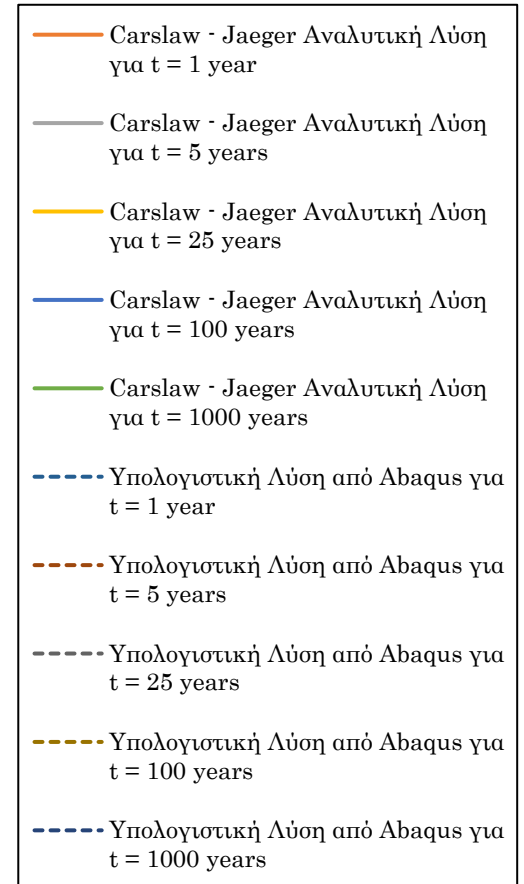 Carslaw - Jaeger Αναλυτική Λύση
για t = 1 year
Carslaw - Jaeger Αναλυτική Λύση
για t = 5 years
Carslaw - Jaeger Αναλυτική Λύση
για t = 25 years
Carslaw - Jaeger Αναλυτική Λύση
για t = 100 years
Carslaw - Jaeger Αναλυτική Λύση
για t = 1000 years
Υπολογιστική Λύση από Abaqus για
t = 1 year
Υπολογιστική Λύση από Abaqus για
t = 5 years
Υπολογιστική Λύση από Abaqus για
t = 25 years
Υπολογιστική Λύση από Abaqus για
t = 100 years
Υπολογιστική Λύση από Abaqus για
t = 1000 years